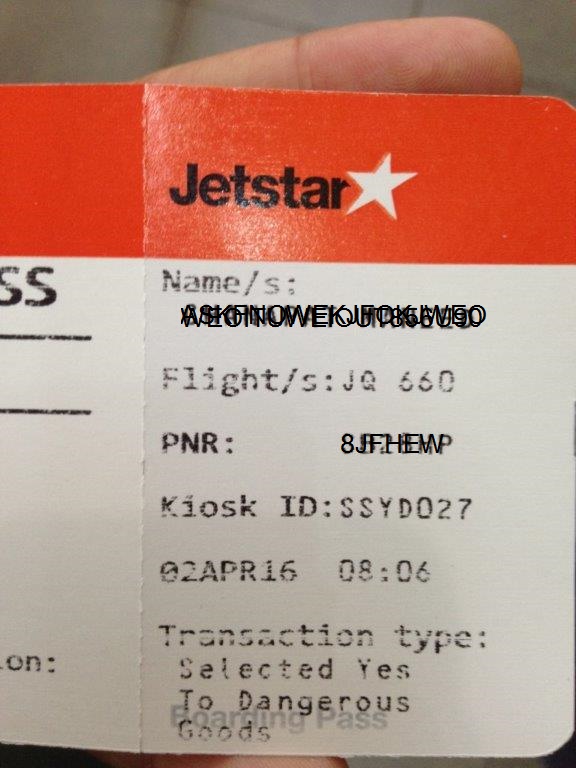 Jetstar
ss
Name/s:
Flight/s:JQ 660
PNR:
Kiosk ID:SSYD027
02APR16 08:06
Transaction type:
on:
Selected Yes
To Dangerous
Boarding Pass
Goods